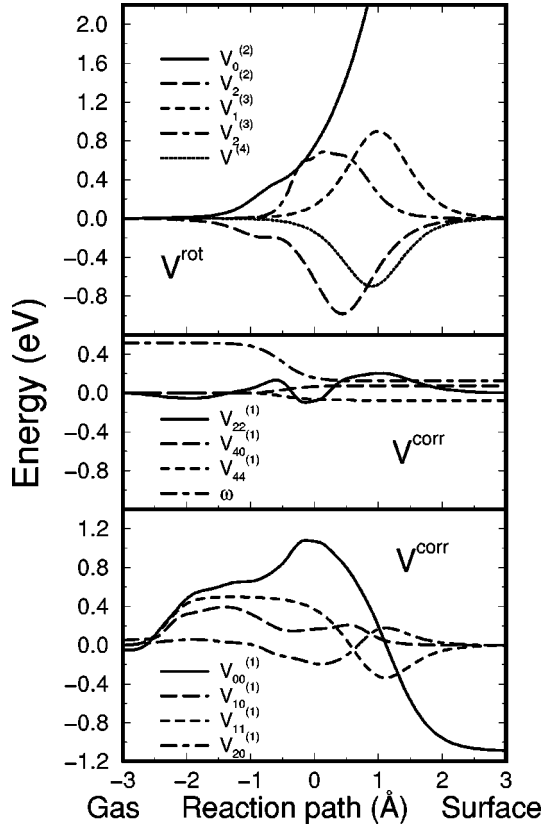 Energy (eV)
2.0
1.6
1.2
0.8
0.4
0.0
−0.4
−0.8
V₀⁽²⁾
V₂⁽²⁾
V₁⁽³⁾
V₂⁽³⁾
V⁽⁴⁾
Vʳᵒᵗ
0.4
0.0
−0.4
−0.8
V₂₂⁽¹⁾
V₄₀⁽¹⁾
V₄₄⁽¹⁾
ω
Vᶜᵒʳʳ
1.2
0.8
0.4
0.0
−0.4
−0.8
−1.2
Vᶜᵒʳʳ
V₀₀⁽¹⁾
V₁₀⁽¹⁾
V₁₁⁽¹⁾
V₂₀⁽¹⁾
−3 −2 −1 0 1 2 3
Gas Reaction path (Å) Surface